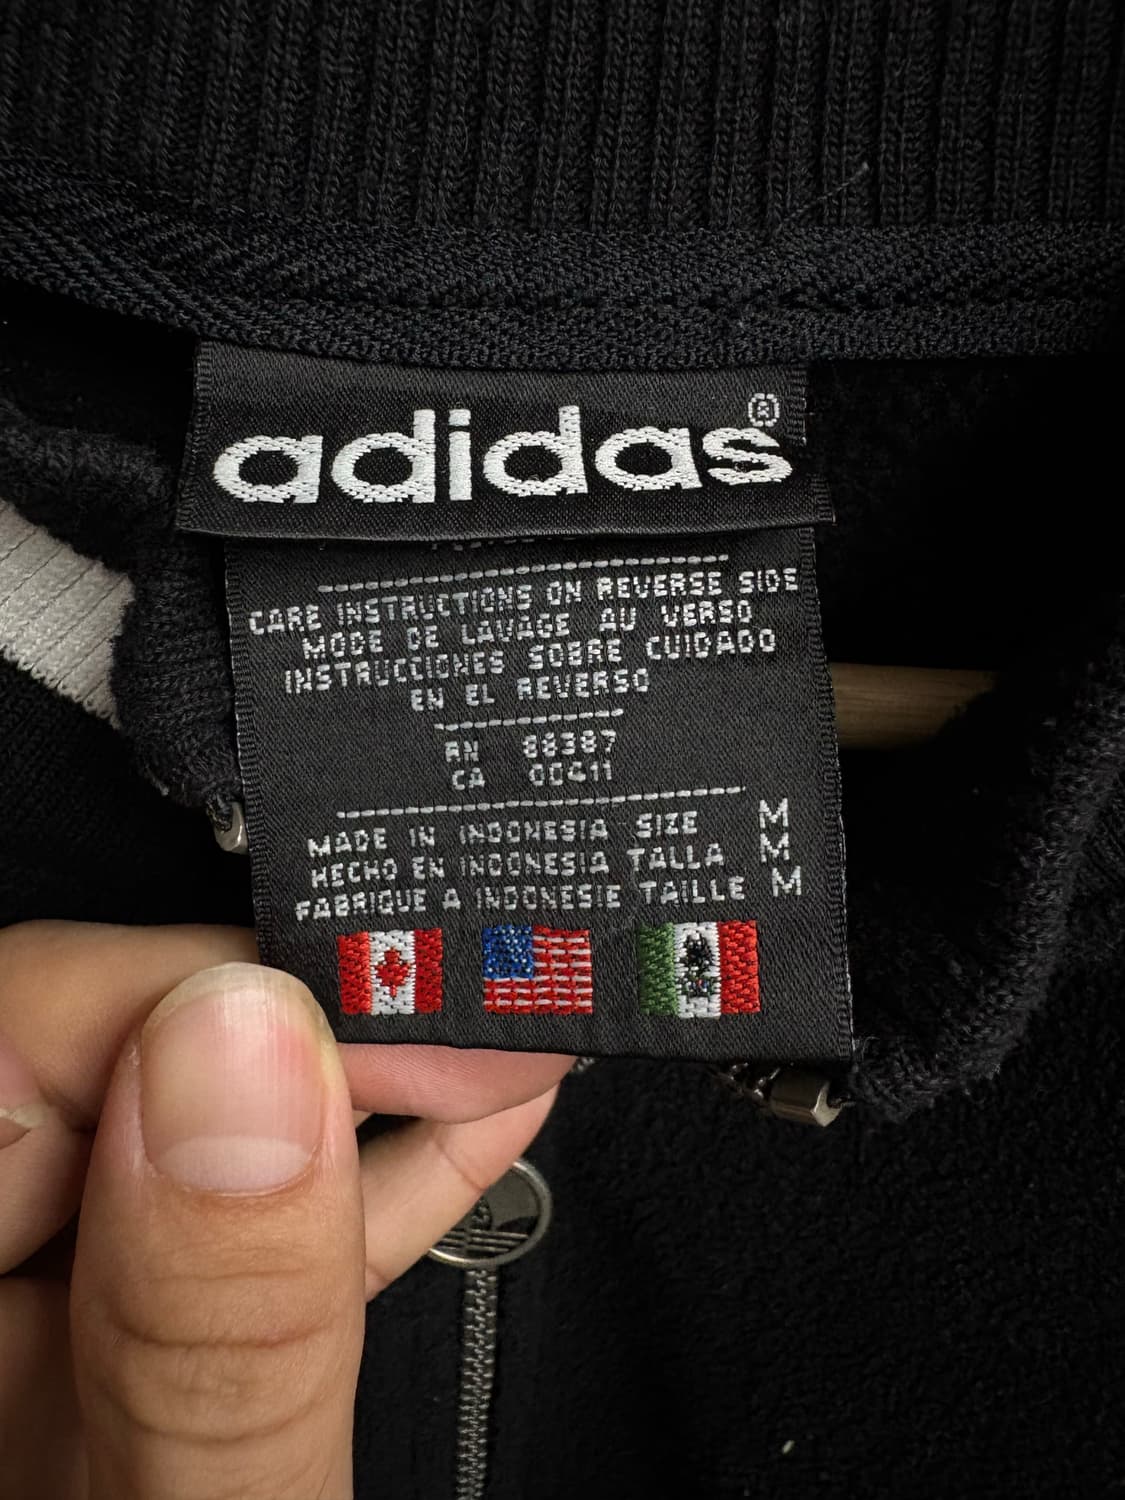 adidas®
CARE INSTRUCTIONS ON REVERSE SIDE
MODE DE LAVAGE AU VERSO
INSTRUCCIONES SOBRE CUIDADO
EN EL REVERSO
RN 88387
CA 00411
MADE IN INDONESIA SIZE M
HECHO EN INDONESIA TALLA M
FABRIQUE A INDONESIE TAILLE M